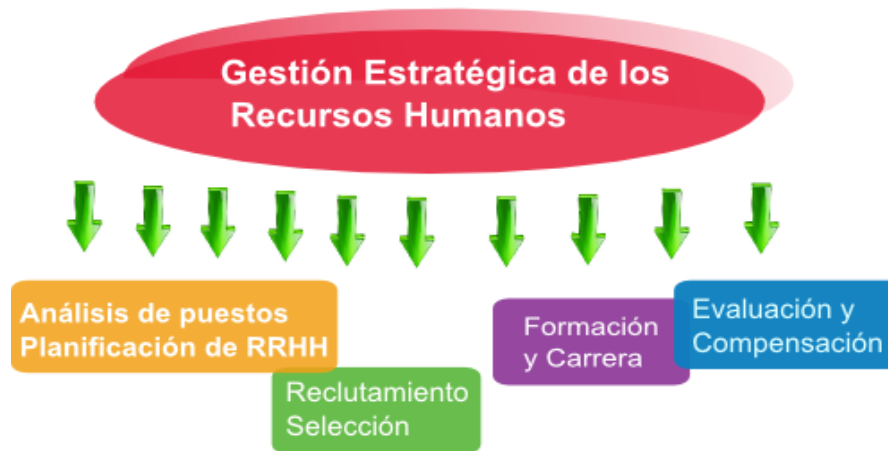 Gestión Estratégica de los
Recursos Humanos
Análisis de puestos
Planificación de RRHH
Reclutamiento
Selección
Formación
y Carrera
Evaluación y
Compensación